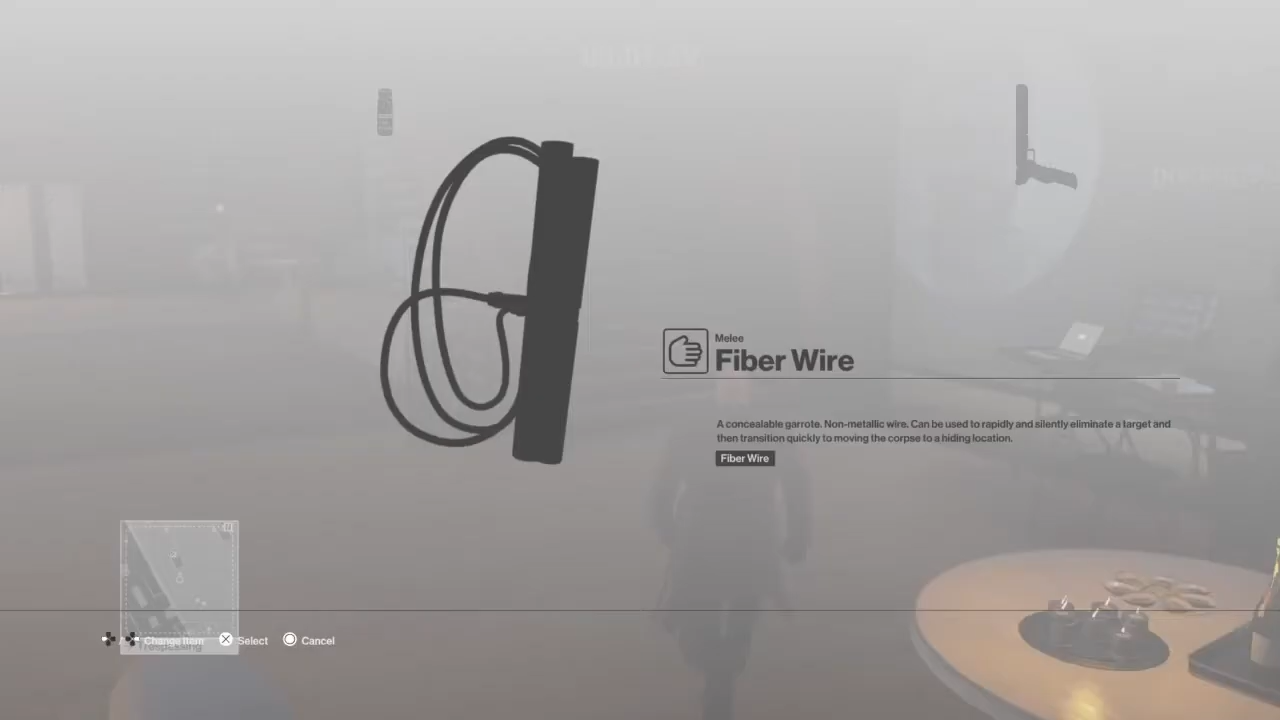 Melee
Fiber Wire
A concealable garrote. Non-metallic wire. Can be used to rapidly and silently eliminate a target and
then transition quickly to moving the corpse to a hiding location.
Fiber Wire
Change Item Select Cancel
Trespassing